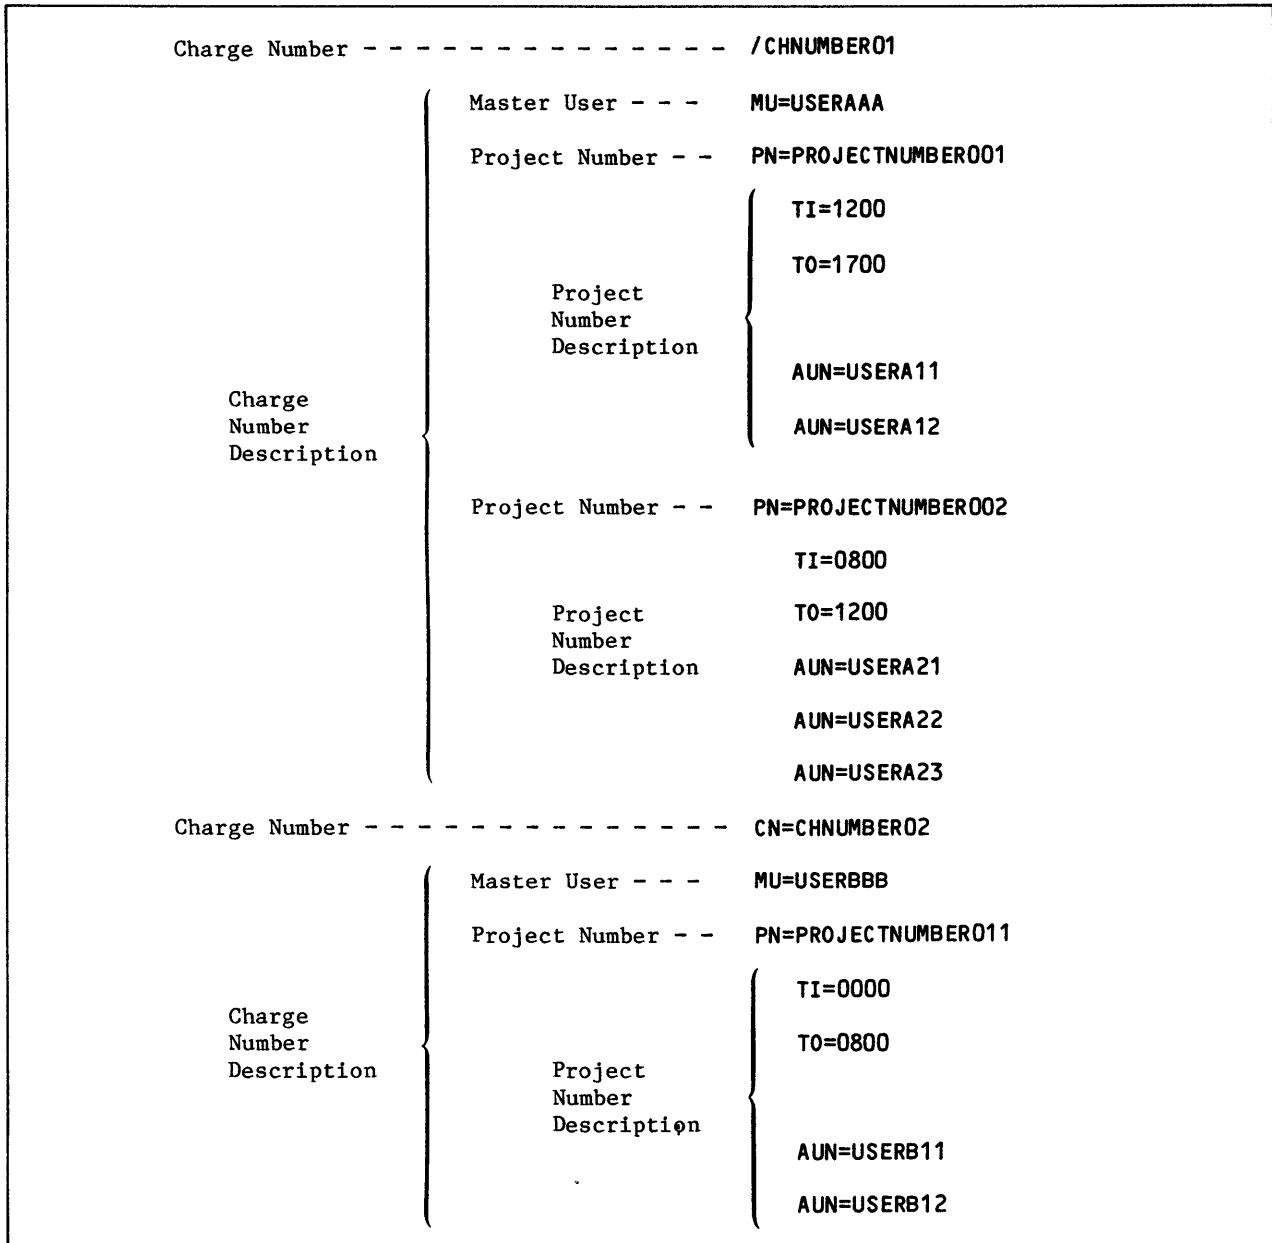 Charge Number - - - - - - - - - - - - - - /CHNUMBER01
Master User - - - MU=USERAAA
Project Number - - PN=PROJECTNUMBER001
TI=1200
TO=1700
Project
Number
Description
AUN=USERA11
Charge
Number
Description
AUN=USERA12
Project Number - - PN=PROJECTNUMBER002
TI=0800
Project TO=1200
Number
Description AUN=USERA21
AUN=USERA22
AUN=USERA23
Charge Number - - - - - - - - - - - - - - CN=CHNUMBER02
Master User - - - MU=USERBBB
Project Number - - PN=PROJECTNUMBER011
TI=0000
Charge
Number TO=0800
Description
Project
Number
Description
AUN=USERB11
AUN=USERB12